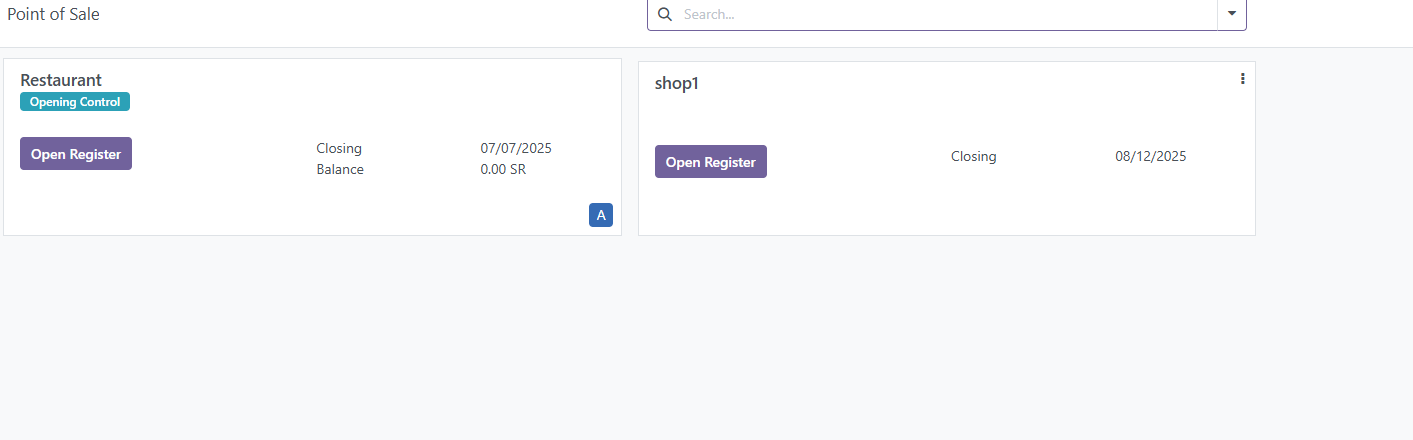 Point of Sale
Search...
Restaurant
Opening Control
Open Register
Closing 07/07/2025
Balance 0.00 SR
A
shop1
Open Register
Closing 08/12/2025